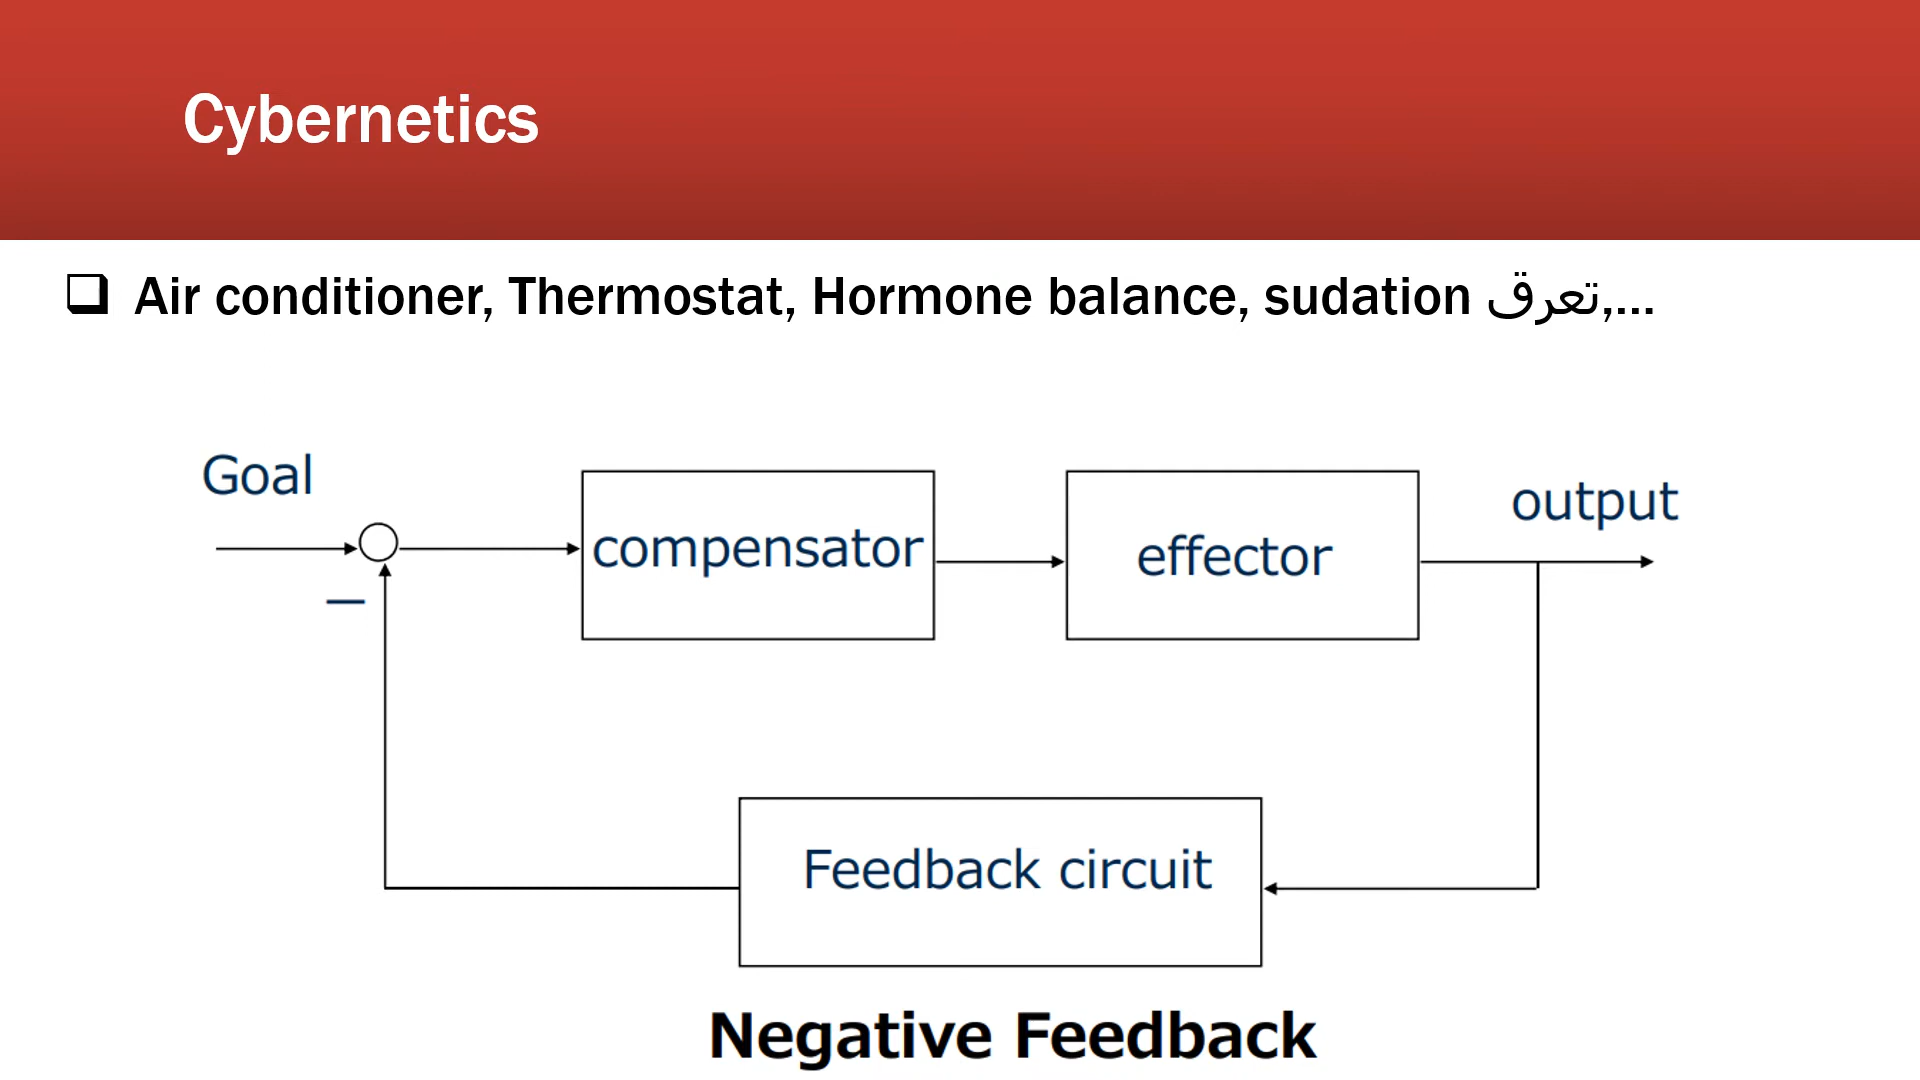 Cybernetics
Air conditioner, Thermostat, Hormone balance, sudation تعرق,...
Goal
output
compensator
effector
–
Feedback circuit
Negative Feedback